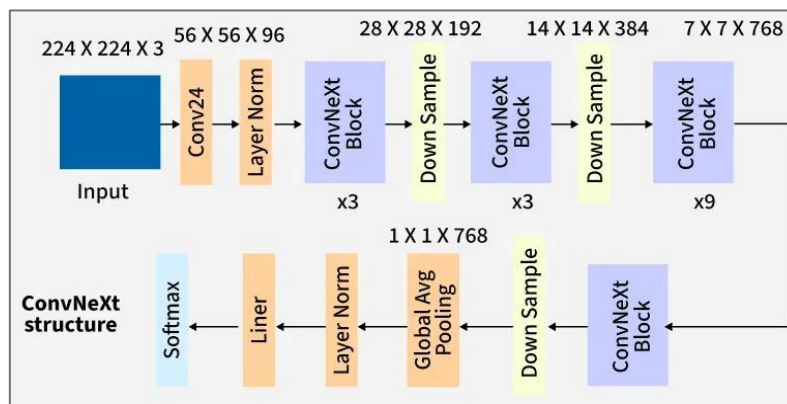 224 X 224 X 3
56 X 56 X 96
28 X 28 X 192
14 X 14 X 384
7 X 7 X 768
Input
Conv24
Layer Norm
ConvNeXt
Block
x3
Down Sample
ConvNeXt
Block
x3
Down Sample
ConvNeXt
Block
x9
ConvNeXt
structure
Softmax
Liner
Layer Norm
1 X 1 X 768
Global Avg
Pooling
Down Sample
ConvNeXt
Block